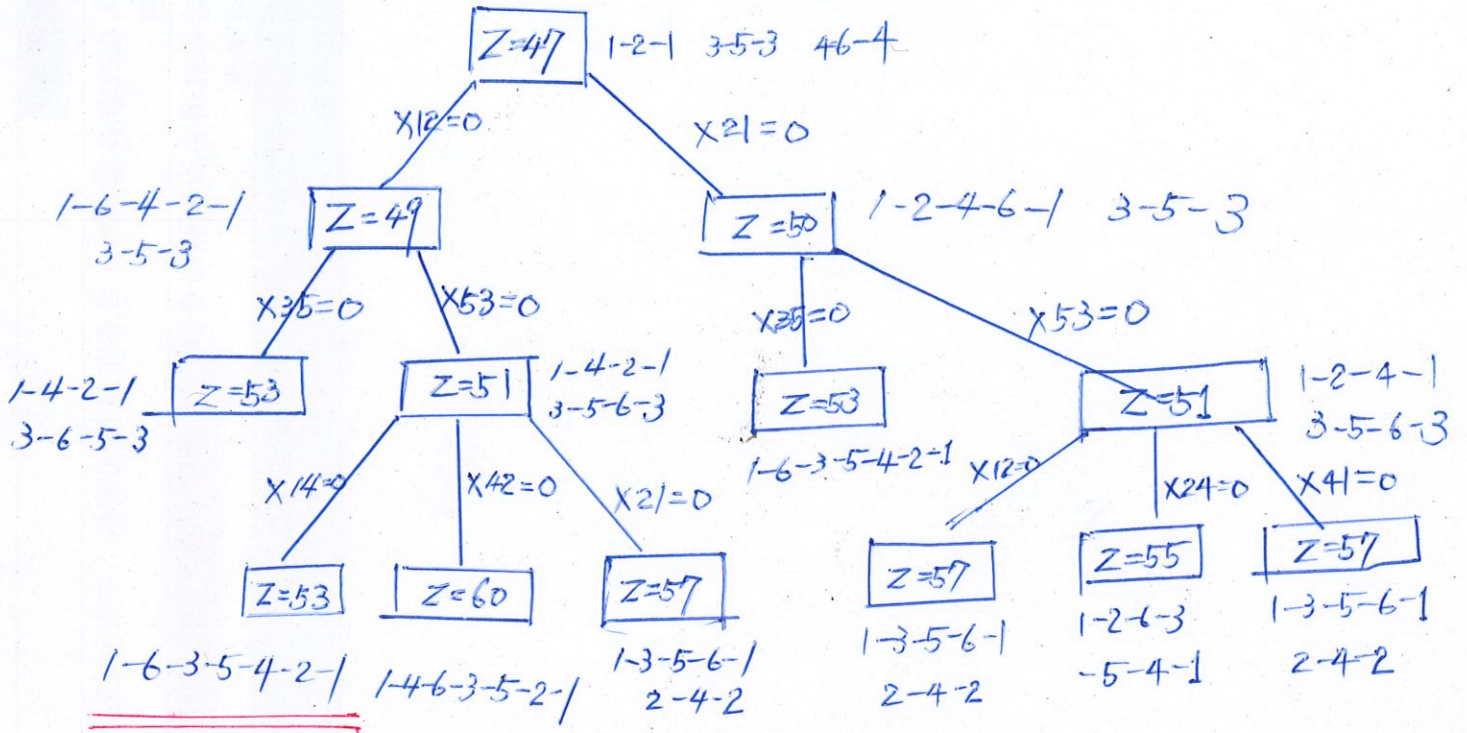 Z=47 1-2-1 3-5-3 4-6-4
X12=0 X21=0
1-6-4-2-1
3-5-3
Z=49
Z=50 1-2-4-6-1 3-5-3
X35=0 X53=0
X35=0 X53=0
1-4-2-1
3-6-5-3
Z=53
Z=51 1-4-2-1
3-5-6-3
Z=53
1-6-3-5-4-2-1
Z=51 1-2-4-1
3-5-6-3
X14=0 X42=0 X21=0
X12=0 X24=0 X41=0
Z=53
1-6-3-5-4-2-1
Z=60
1-4-6-3-5-2-1
Z=57
1-3-5-6-1
2-4-2
Z=57
1-3-5-6-1
2-4-2
Z=55
1-2-6-3
-5-4-1
Z=57
1-3-5-6-1
2-4-2